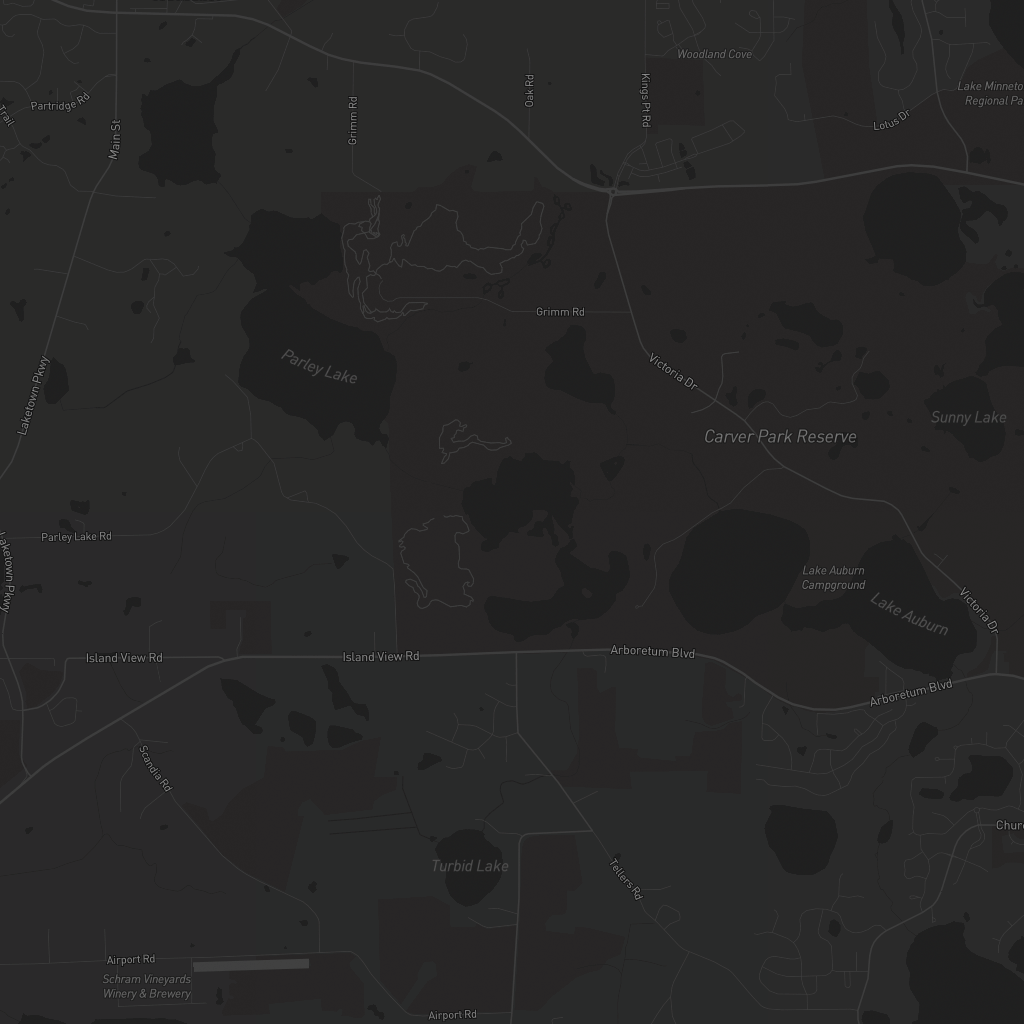 Woodland Cove
Lake Minneto
Regional Pa
Partridge Rd
Trail
Main St
Grimm Rd
Oak Rd
Kings Pt Rd
Lotus Dr
Grimm Rd
Parley Lake
Victoria Dr
Laketown Pkwy
Sunny Lake
Carver Park Reserve
Parley Lake Rd
Laketown Pkwy
Lake Auburn
Campground
Lake Auburn
Victoria Dr
Island View Rd
Island View Rd
Arboretum Blvd
Arboretum Blvd
Scandia Rd
Churc
Turbid Lake
Tellers Rd
Airport Rd
Schram Vineyards
Winery & Brewery
Airport Rd